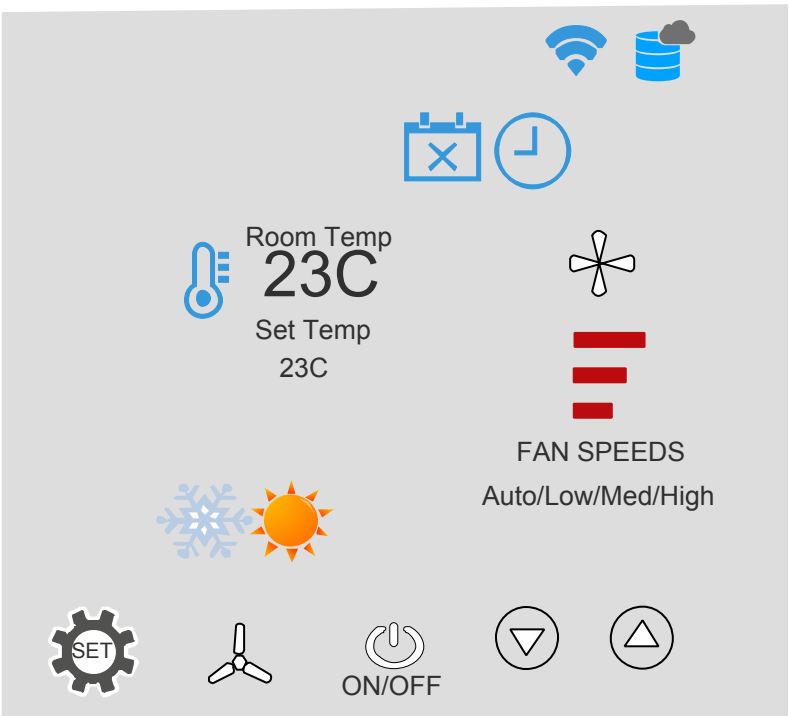 Room Temp
23C
Set Temp
23C
FAN SPEEDS
Auto/Low/Med/High
SET
ON/OFF